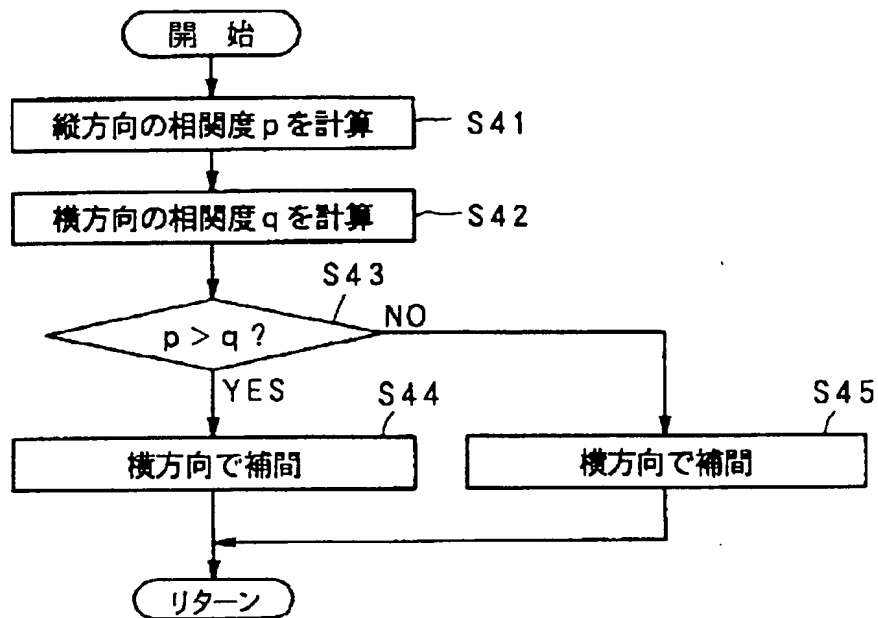 開始
縦方向の相関度pを計算
S41
横方向の相関度qを計算
S42
S43
p>q?
NO
YES
S44
S45
横方向で補間
横方向で補間
リターン